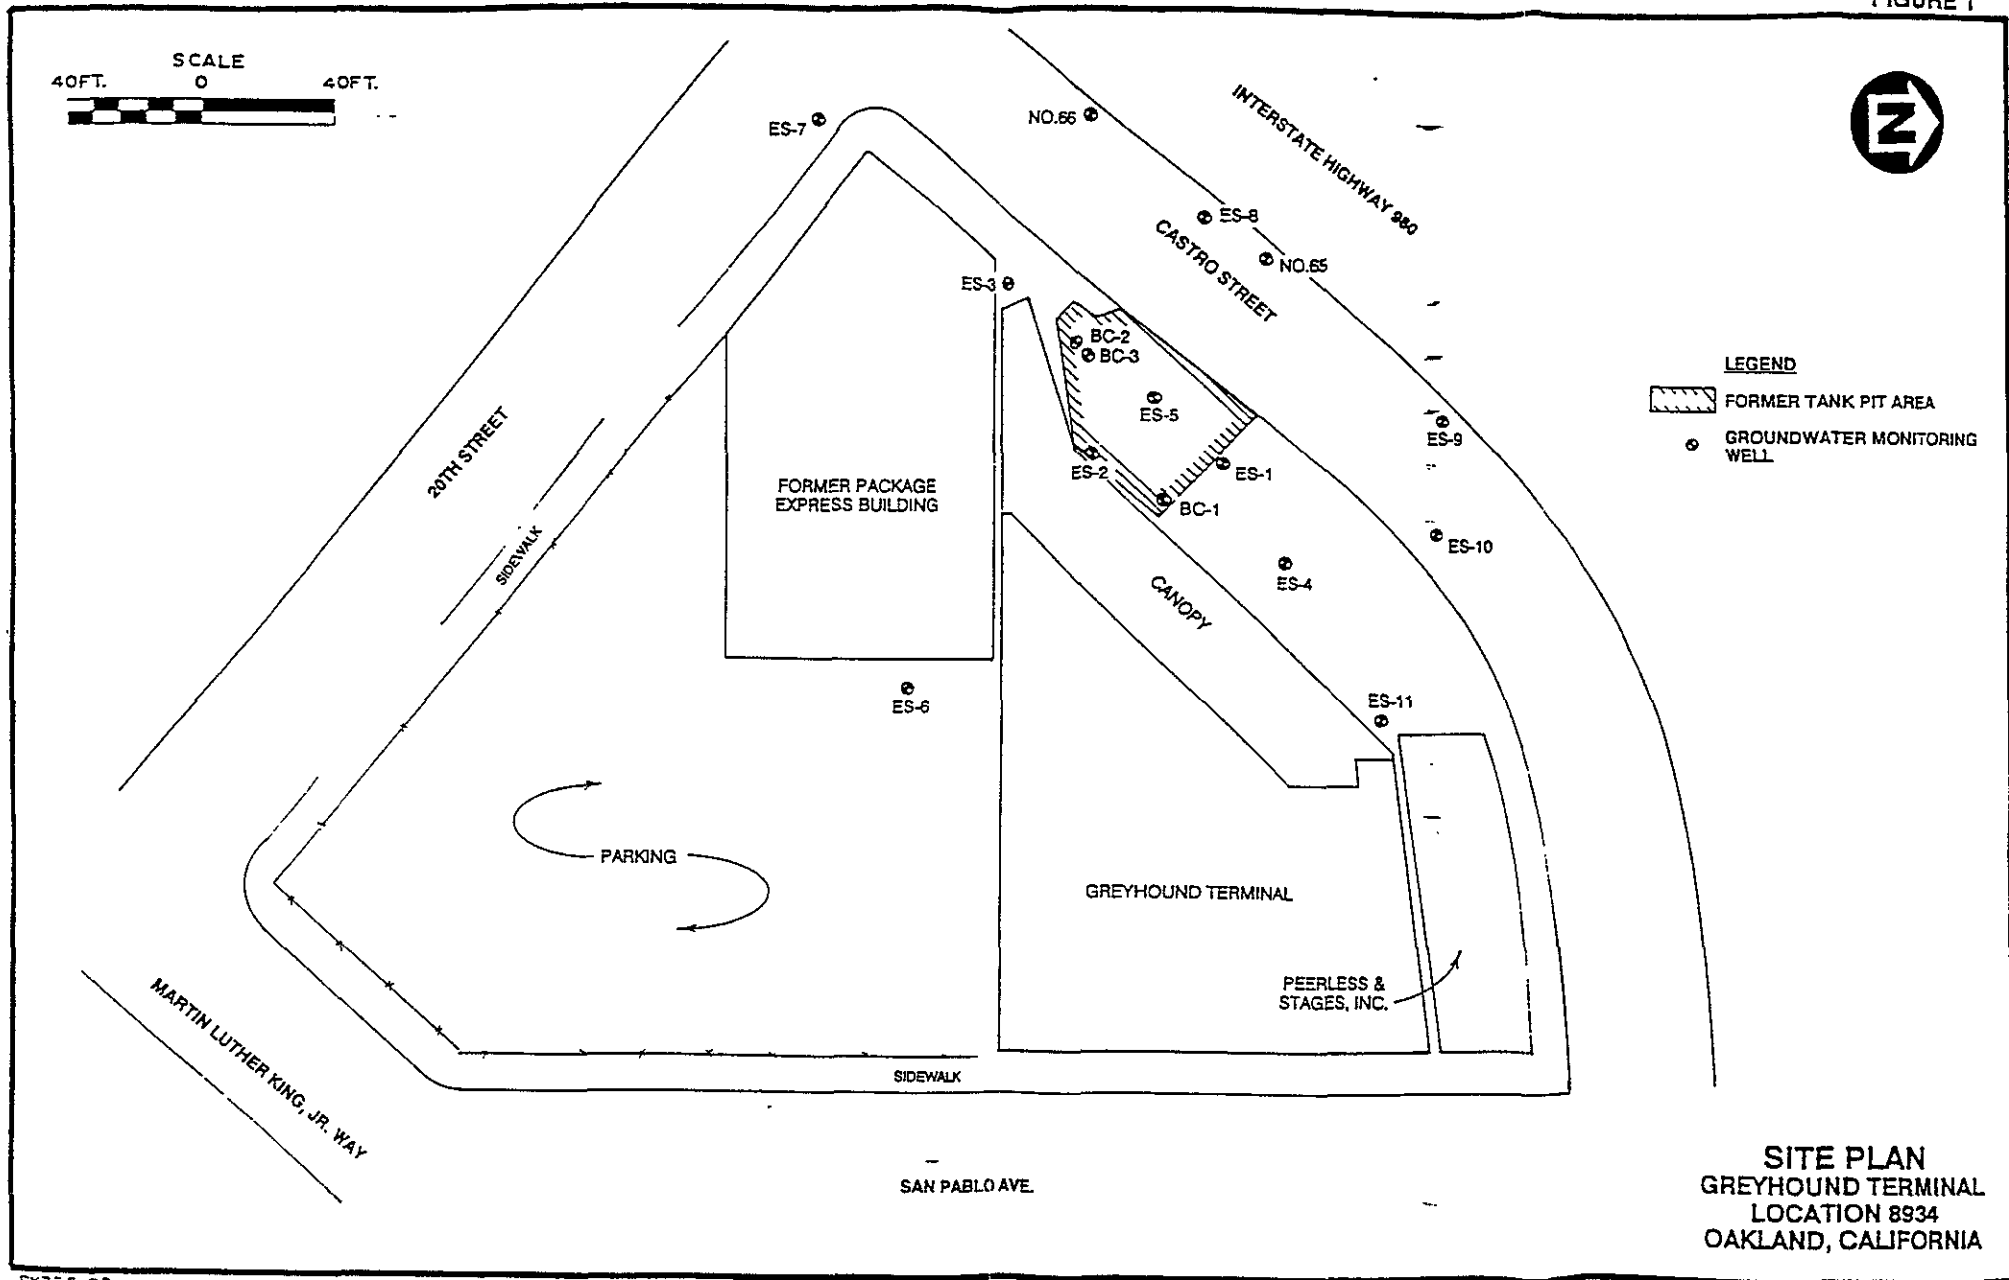 FIGURE 1
SCALE
40FT. 0 40FT.
N
ES-7
NO.66
INTERSTATE HIGHWAY 980
ES-8
CASTRO STREET
NO.65
ES-3
BC-2
BC-3
ES-5
ES-2
ES-1
BC-1
ES-9
ES-10
ES-4
LEGEND
FORMER TANK PIT AREA
GROUNDWATER MONITORING
WELL
20TH STREET
SIDEWALK
FORMER PACKAGE
EXPRESS BUILDING
CANOPY
ES-6
ES-11
PARKING
GREYHOUND TERMINAL
PEERLESS &
STAGES, INC.
MARTIN LUTHER KING, JR. WAY
SIDEWALK
SAN PABLO AVE.
SITE PLAN
GREYHOUND TERMINAL
LOCATION 8934
OAKLAND, CALIFORNIA